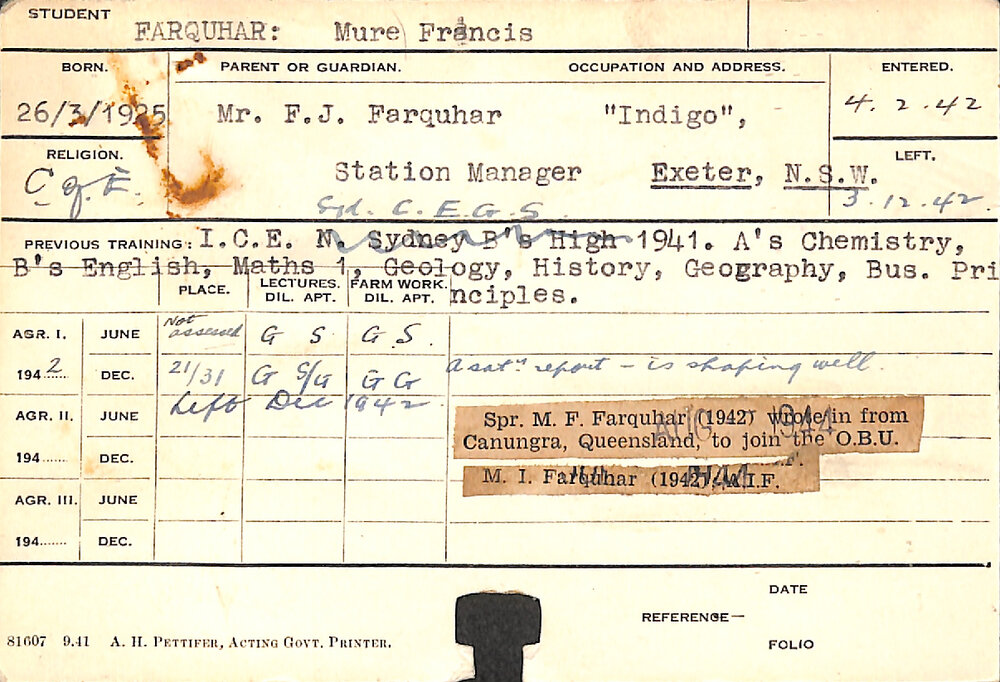 STUDENT
FARQUHAR: Mure Francis
BORN. PARENT OR GUARDIAN. OCCUPATION AND ADDRESS. ENTERED.
26/3/1925 Mr. F.J. Farquhar "Indigo", 4.2.42
RELIGION. LEFT.
C of E. Station Manager Exeter, N.S.W. 3.12.42.
Syd. C.E.G.S.
PREVIOUS TRAINING: I.C.E. N. Sydney B's High 1941. A's Chemistry,
B's English, Maths 1, Geology, History, Geography, Bus. Pri
nciples.
PLACE. LECTURES. FARM WORK.
DIL. APT. DIL. APT.
AGR. I. JUNE Not assessed G S G S.
1942 DEC. 21/31 G S/G G G A saty report - is shaping well.
Left Dec 1942
AGR. II. JUNE
Spr. M. F. Farquhar (1942) wrote in from
Canungra, Queensland, to join the O.B.U.
AUG 1944
194...... DEC.
M. I. Farquhar (1942), A.I.F.
AGR. III. JUNE
194....... DEC.
DATE
REFERENCE—
FOLIO
81607 9.41 A. H. PETTIFER, ACTING GOVT. PRINTER.